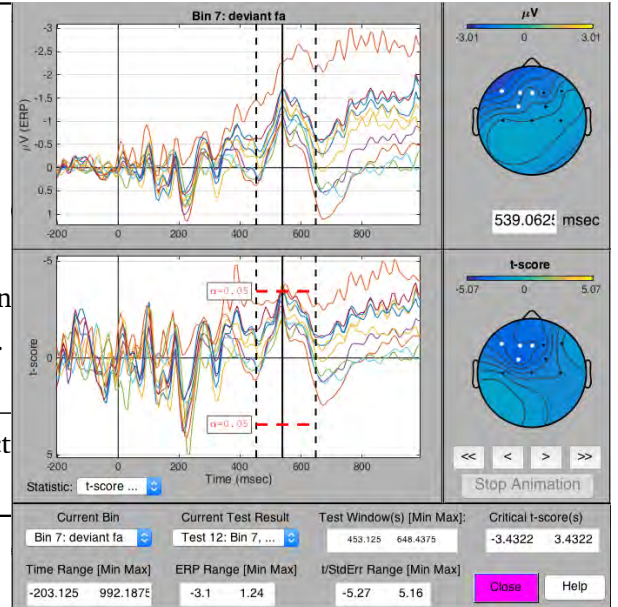 Bin 7: deviant fa
-3
-2.5
-2
-1.5
-1
-0.5
0
0.5
1
µV (ERP)
-200 0 200 400 600 800
µV
-3.01 0 3.01
539.062 msec
-5
0
5
t-score
α=0.05
α=0.05
-200 0 200 400 600 800
Time (msec)
Statistic: t-score ...
t-score
-5.07 0 5.07
<< < > >>
Stop Animation
n
ct
Current Bin Current Test Result Test Window(s) [Min Max]: Critical t-score(s)
Bin 7: deviant fa Test 12: Bin 7, ... 453.125 648.4375 -3.4322 3.4322
Time Range [Min Max] ERP Range [Min Max] t/StdErr Range [Min Max]
-203.125 992.1875 -3.1 1.24 -5.27 5.16 Close Help